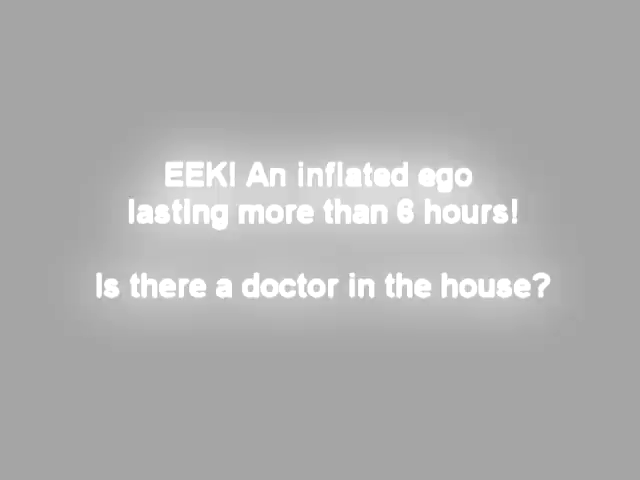 EEK! An inflated ego
lasting more than 6 hours!
Is there a doctor in the house?